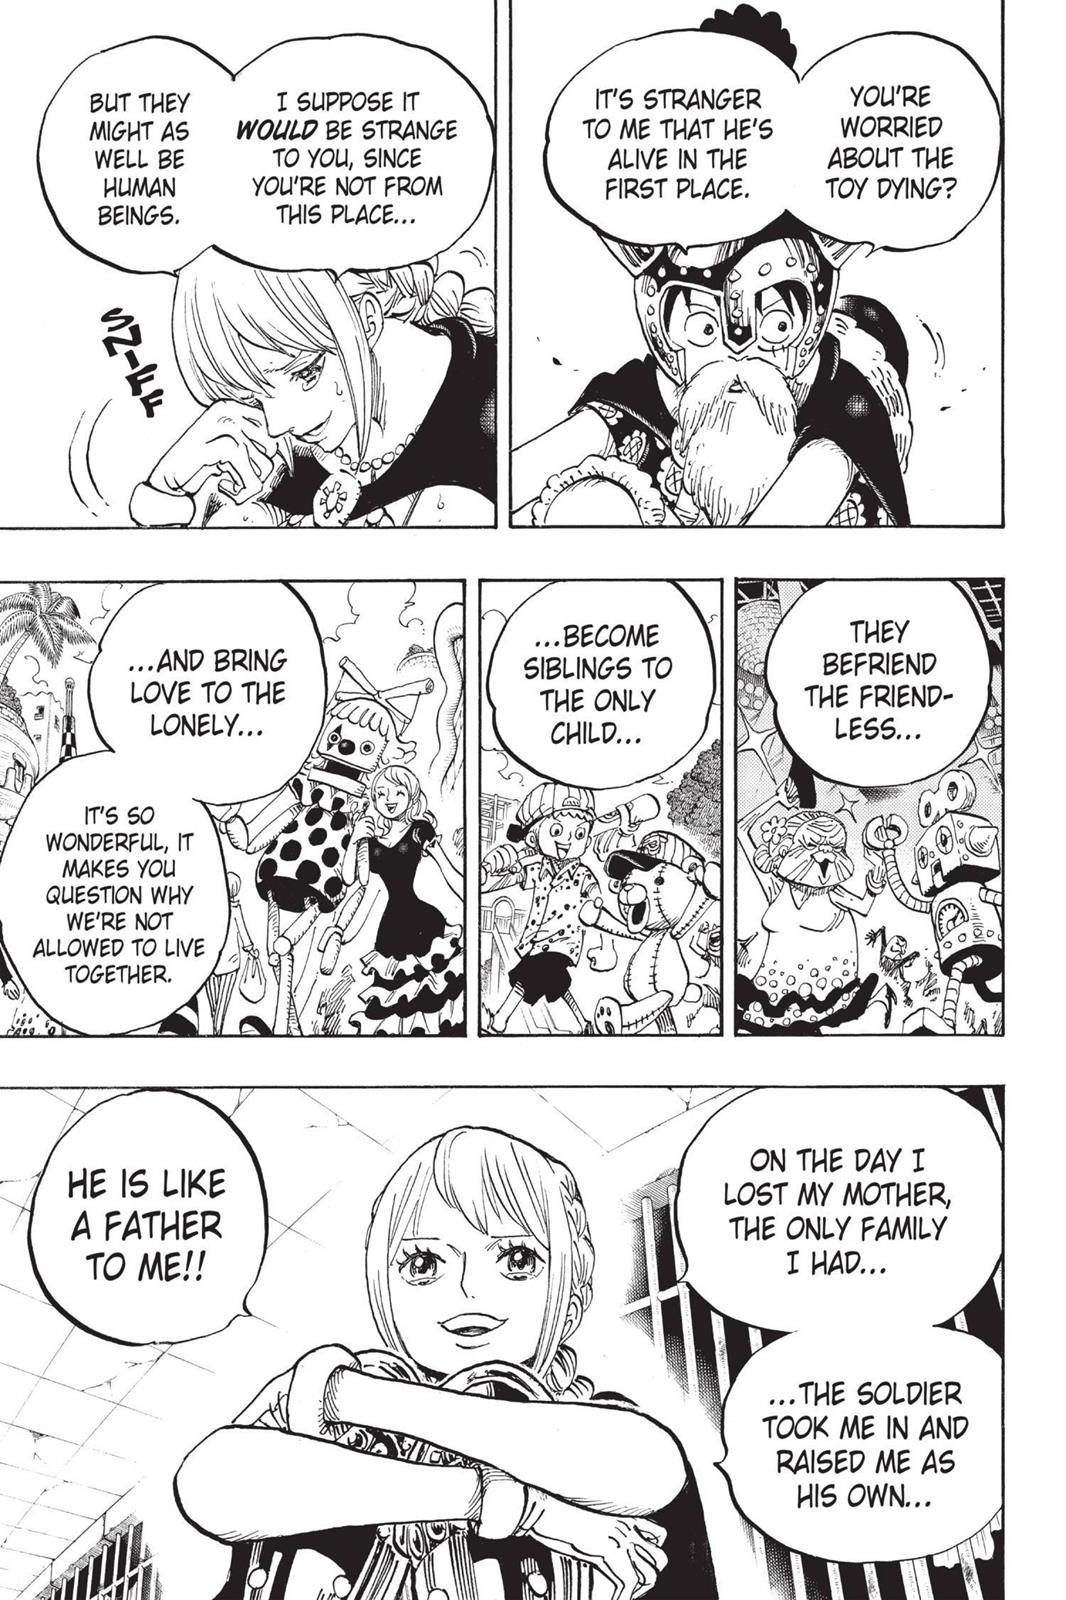 YOU'RE
WORRIED
ABOUT THE
TOY DYING?
IT'S STRANGER
TO ME THAT HE'S
ALIVE IN THE
FIRST PLACE.
I SUPPOSE IT
WOULD BE STRANGE
TO YOU, SINCE
YOU'RE NOT FROM
THIS PLACE...
BUT THEY
MIGHT AS
WELL BE
HUMAN
BEINGS.
SNIFF
THEY
BEFRIEND
THE FRIEND-
LESS...
...BECOME
SIBLINGS TO
THE ONLY
CHILD...
...AND BRING
LOVE TO THE
LONELY...
IT'S SO
WONDERFUL, IT
MAKES YOU
QUESTION WHY
WE'RE NOT
ALLOWED TO LIVE
TOGETHER.
ON THE DAY I
LOST MY MOTHER,
THE ONLY FAMILY
I HAD...
...THE SOLDIER
TOOK ME IN AND
RAISED ME AS
HIS OWN...
HE IS LIKE
A FATHER
TO ME!!